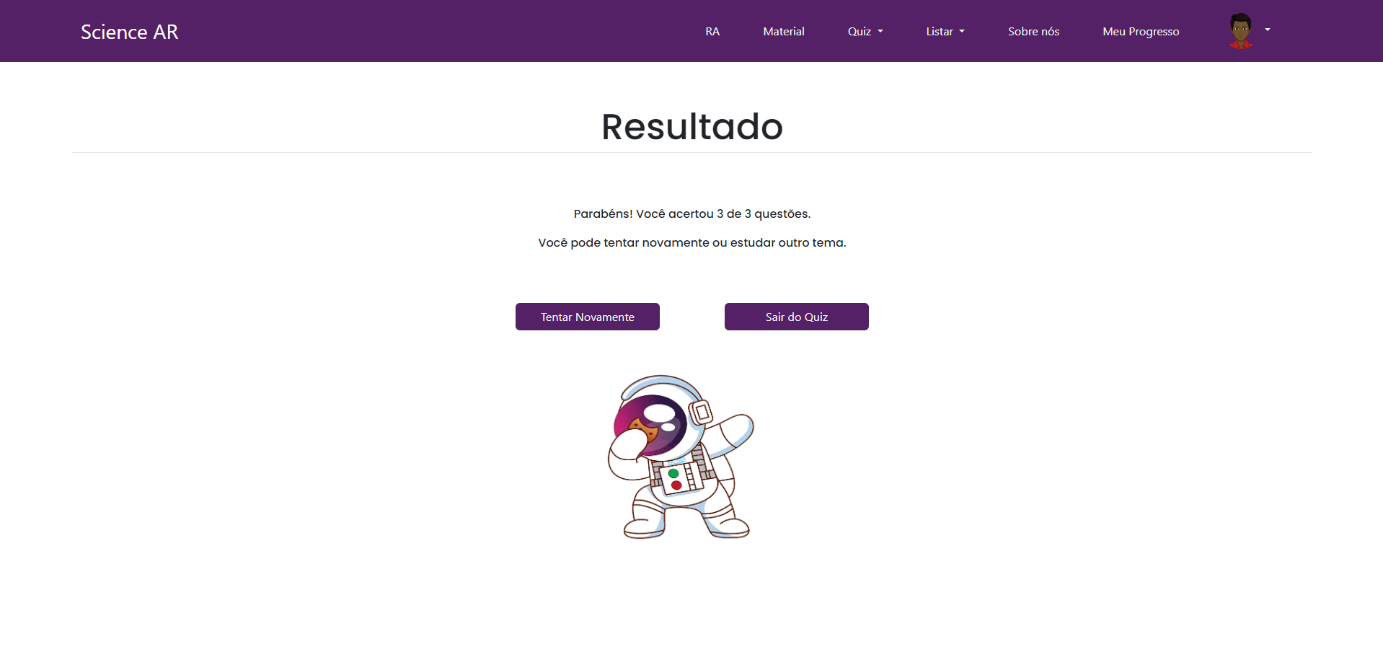 Science AR
RA
Material
Quiz
Listar
Sobre nós
Meu Progresso
Resultado
Parabéns! Você acertou 3 de 3 questões.
Você pode tentar novamente ou estudar outro tema.
Tentar Novamente
Sair do Quiz